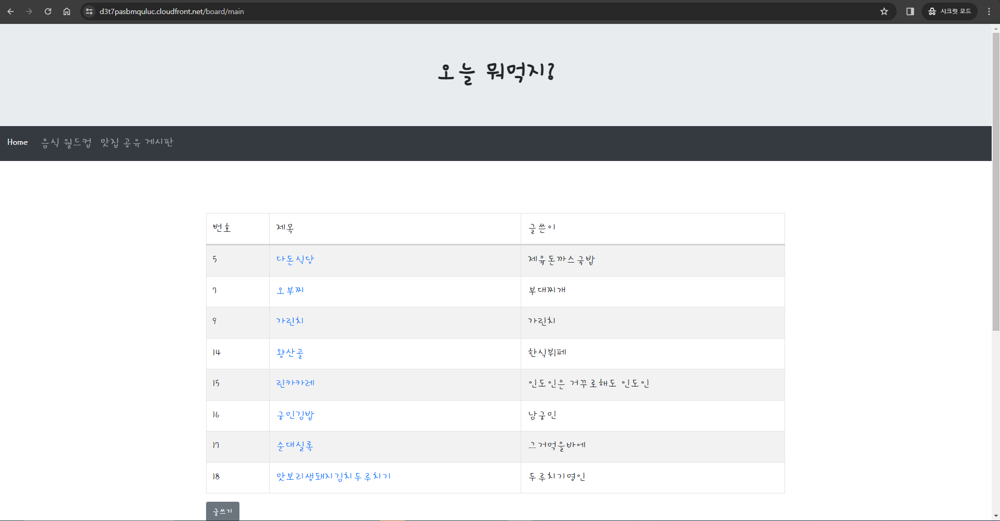 d3t7pasbmquluc.cloudfront.net/board/main
시크릿 모드
오늘 뭐먹지?
Home 음식 월드컵 맛집 공유 게시판
번호 제목 글쓴이
5 다돈식당 제육돈까스국밥
7 오부찌 부대찌개
9 가린치 가린치
14 왕산골 한식뷔페
15 린카카레 인도인은 거꾸로해도 인도인
16 궁민김밥 남궁민
17 순대실록 그거먹을바에
18 맛보리생돼지김치두루치기 두루치기명인
글쓰기